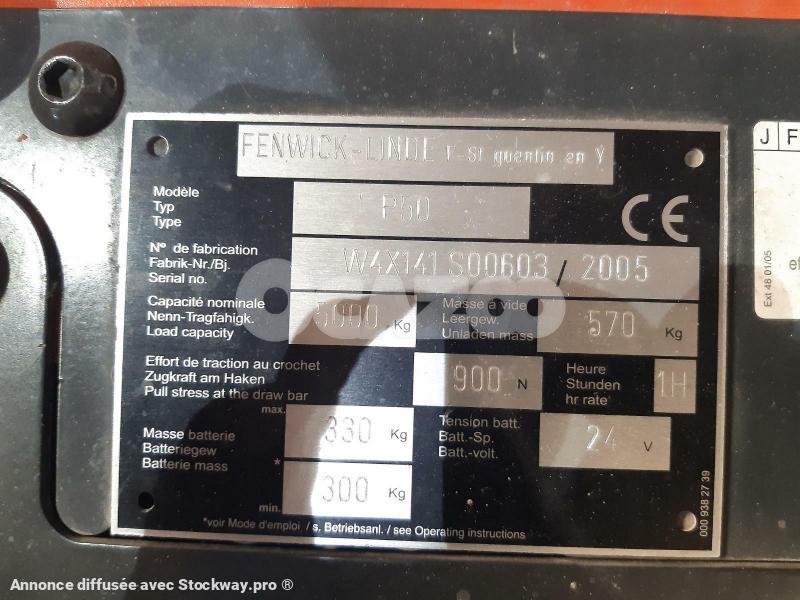 FENWICK-LINDE F-St quentin en Y
Modèle
Typ
Type
P50
CE
N° de fabrication
Fabrik-Nr./Bj.
Serial no.
W4X141 S00603 / 2005
Capacité nominale
Nenn-Tragfahigk.
Load capacity
5000 Kg
Masse à vide
Leergew.
Unladen mass
570 Kg
Effort de traction au crochet
Zugkraft am Haken
Pull stress at the draw bar
900 N
Heure
Stunden
hr rate
1H
max.
Masse batterie
Batteriegew
Batterie mass *
330 Kg
300 Kg
min.
Tension batt.
Batt.-Sp.
Batt.-volt.
24 V
*voir Mode d'emploi / s. Betriebsanl. / see Operating instructions
000 938 27 39
J F
Ext 48 01/05
Annonce diffusée avec Stockway.pro ®